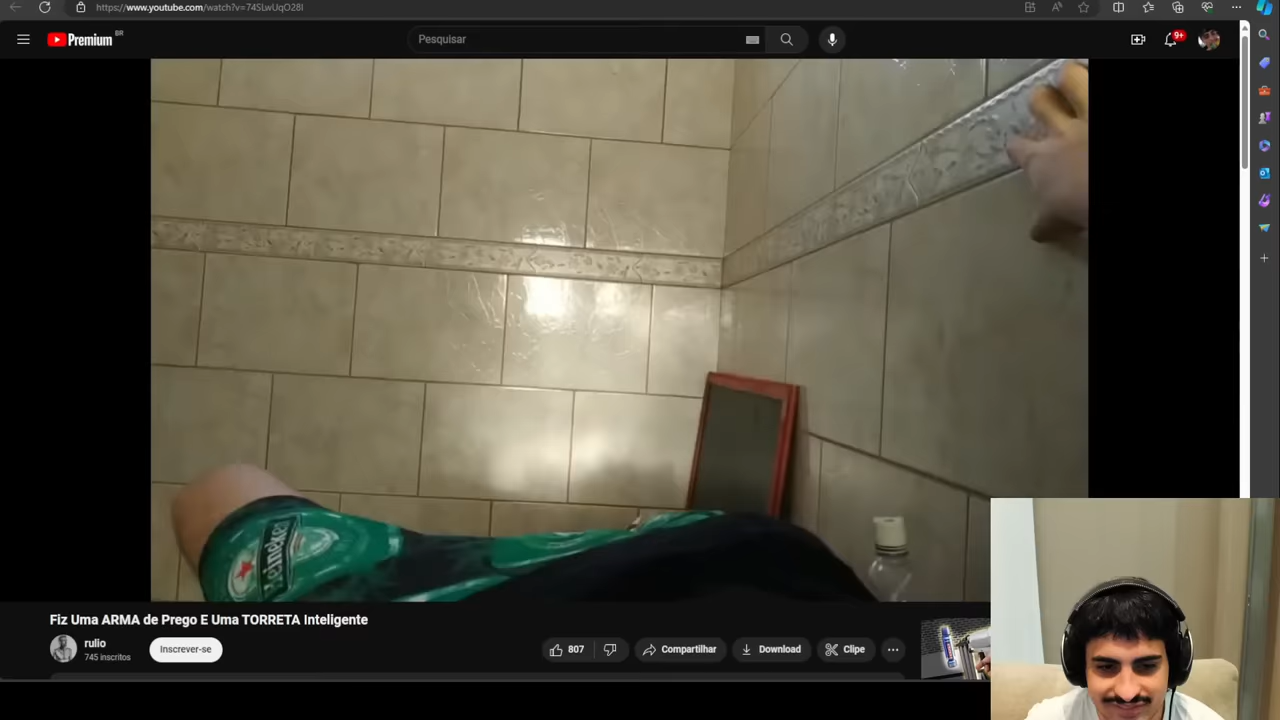 https://www.youtube.com/watch?v=745LwUqO28I
Premium BR
Pesquisar
9+
Heineken
Fiz Uma ARMA de Prego E Uma TORRETA Inteligente
rulio
745 inscritos
Inscrever-se
807
Compartilhar
Download
Clipe